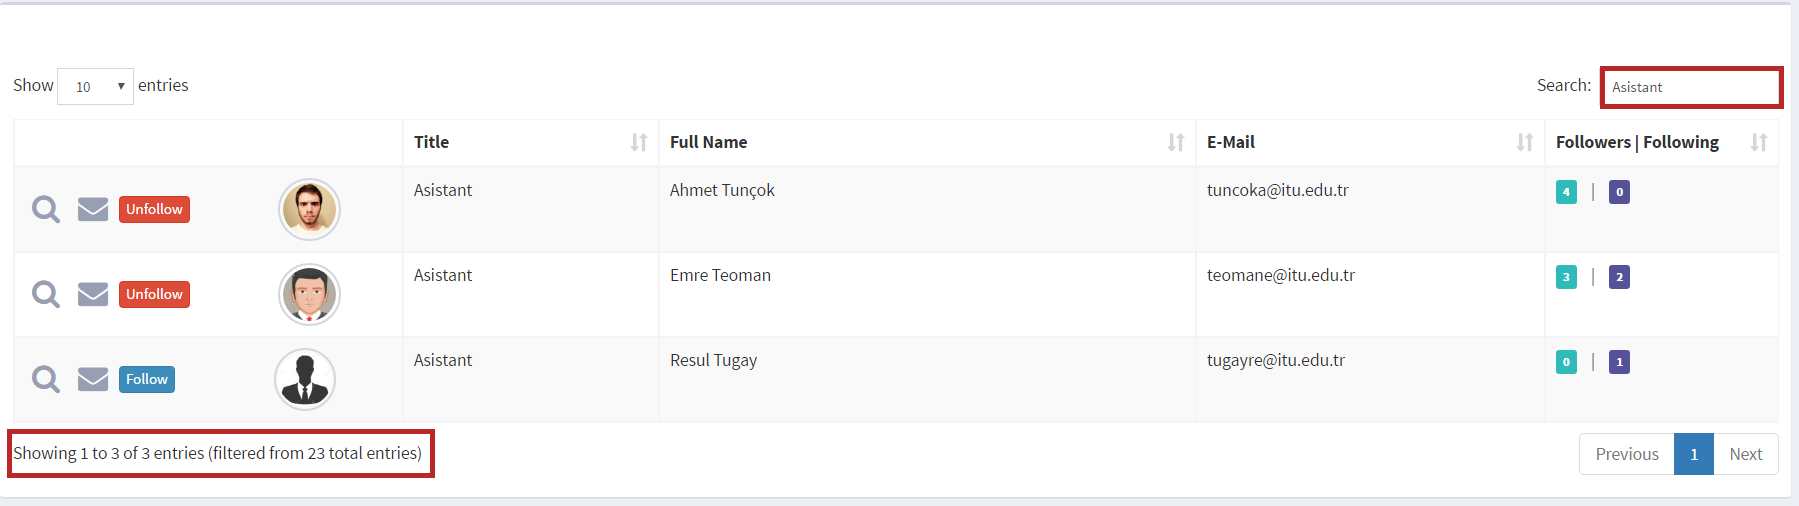 Show 10 entries Search: Asistant
Title Full Name E-Mail Followers | Following
Unfollow Asistant Ahmet Tunçok tuncoka@itu.edu.tr 4 | 0
Unfollow Asistant Emre Teoman teomane@itu.edu.tr 3 | 2
Follow Asistant Resul Tugay tugayre@itu.edu.tr 0 | 1
Showing 1 to 3 of 3 entries (filtered from 23 total entries) Previous 1 Next